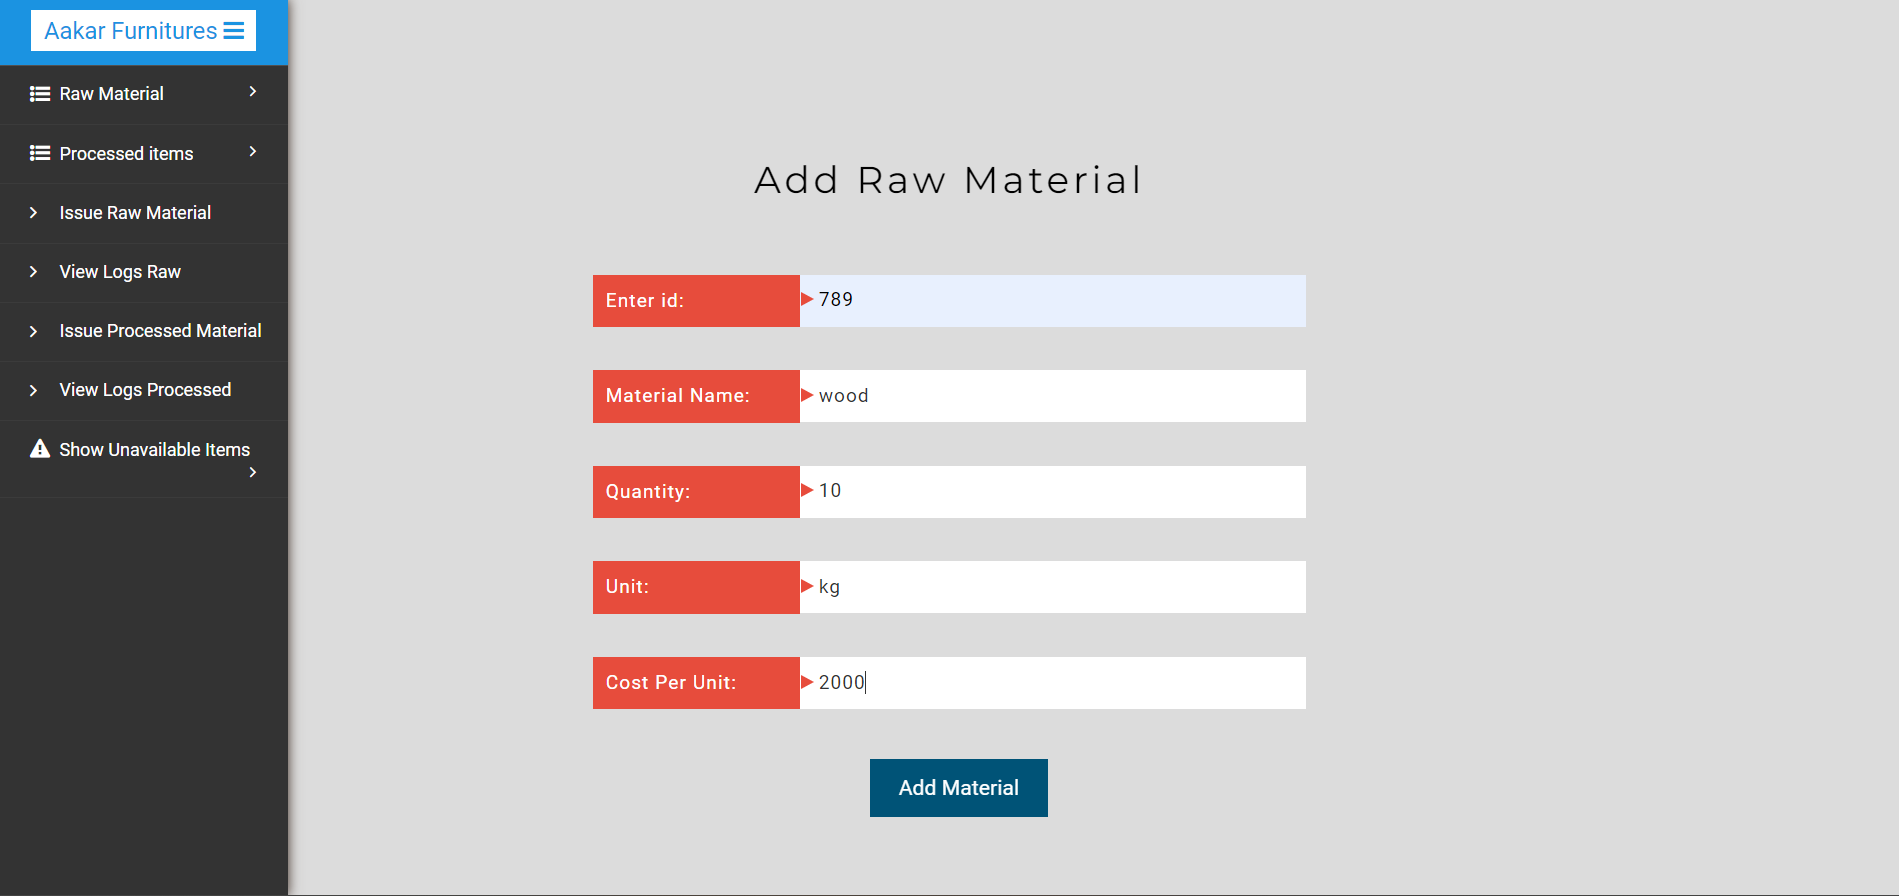 Aakar Furnitures
Raw Material
Processed items
Issue Raw Material
View Logs Raw
Issue Processed Material
View Logs Processed
Show Unavailable Items
Add Raw Material
Enter id: 789
Material Name: wood
Quantity: 10
Unit: kg
Cost Per Unit: 2000
Add Material